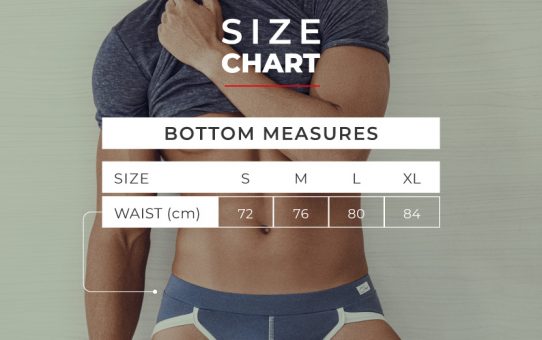 SIZE
CHART
BOTTOM MEASURES
SIZE S M L XL
WAIST (cm) 72 76 80 84